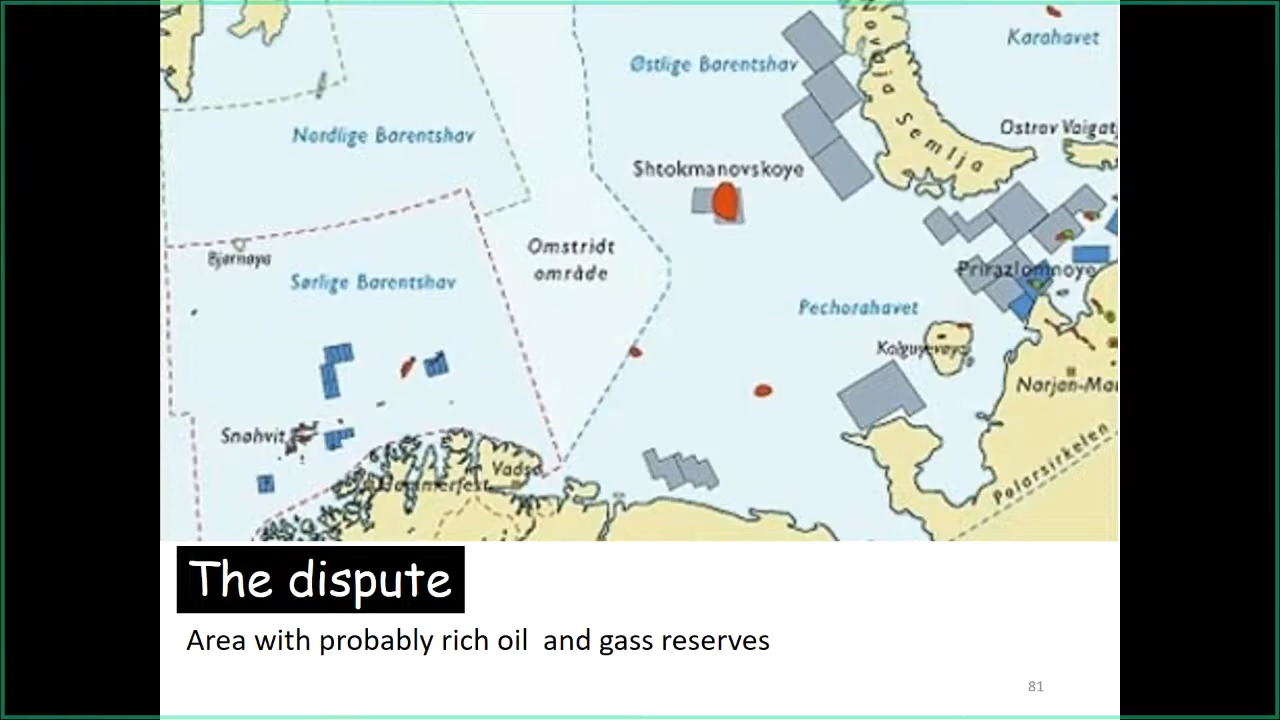 Karahavet
Østlige Barentshav
Novaja Semlja
Ostrov Vaigatj
Nordlige Barentshav
Shtokmanovskoye
Omstridt
område
Bjørnøya
Prirazlomnoye
Sørlige Barentshav
Pechorahavet
Kolguyevøya
Narjan-Mar
Snøhvit
Polarsirkelen
Vadsø
Hammerfest
The dispute
Area with probably rich oil  and gass reserves
81